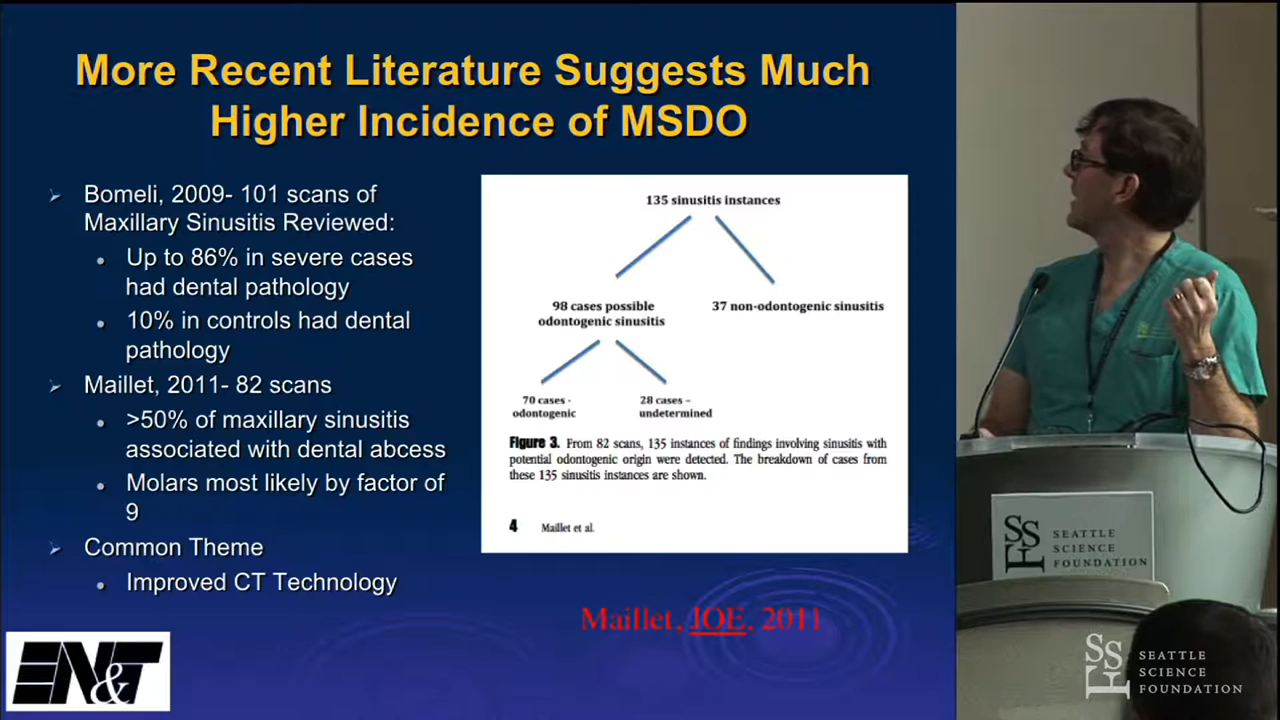 More Recent Literature Suggests Much
Higher Incidence of MSDO
Bomeli, 2009- 101 scans of
Maxillary Sinusitis Reviewed:
Up to 86% in severe cases
had dental pathology
10% in controls had dental
pathology
Maillet, 2011- 82 scans
>50% of maxillary sinusitis
associated with dental abcess
Molars most likely by factor of
9
Common Theme
Improved CT Technology
135 sinusitis instances
98 cases possible
odontogenic sinusitis
37 non-odontogenic sinusitis
70 cases -
odontogenic
28 cases –
undetermined
Figure 3. From 82 scans, 135 instances of findings involving sinusitis with
potential odontogenic origin were detected. The breakdown of cases from
these 135 sinusitis instances are shown.
4 Maillet et al.
Maillet, JOE, 2011
EN&T
SSF
SEATTLE
SCIENCE
FOUNDATION
SSF
SEATTLE
SCIENCE
FOUNDATION